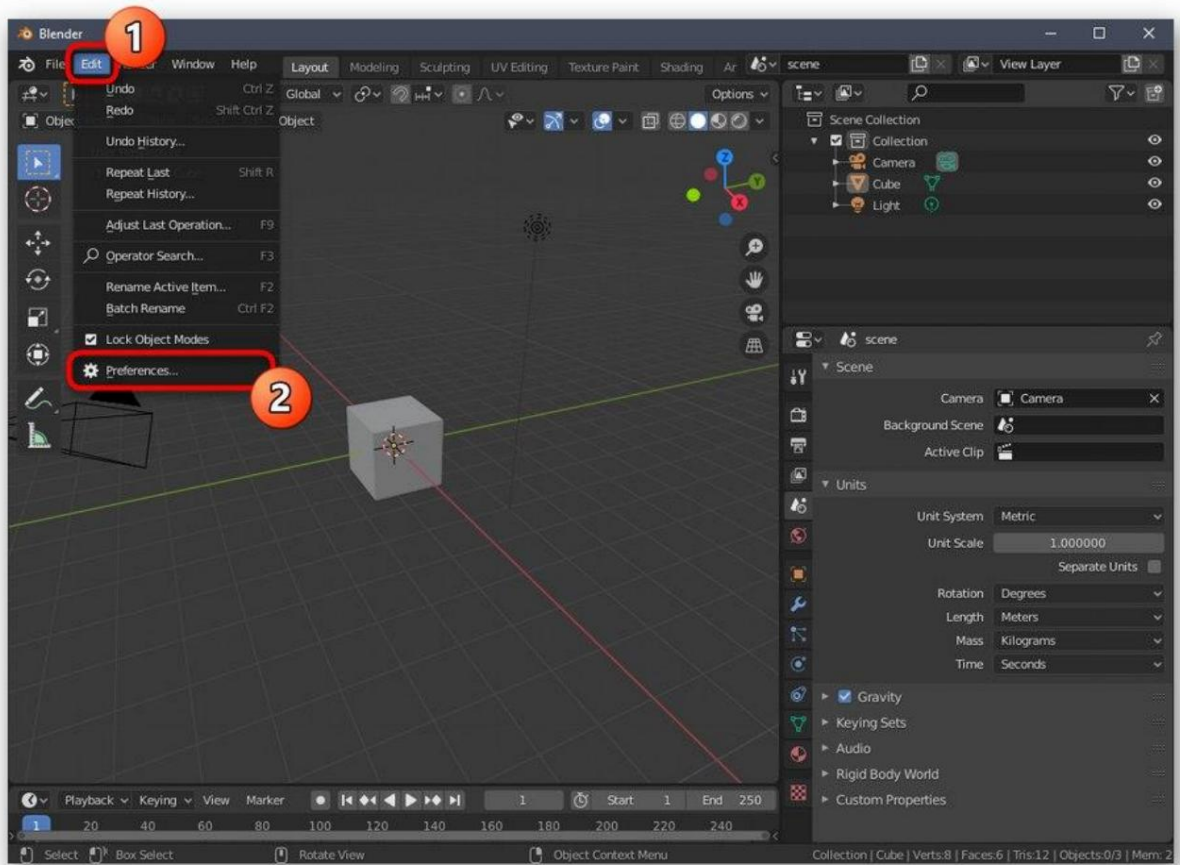 Blender
1
File Edit Window Help Layout Modeling Sculpting UV Editing Texture Paint Shading scene View Layer
Global Options
Object
Undo Ctrl Z
Redo Shift Ctrl Z
Undo History...
Repeat Last Shift R
Repeat History...
Adjust Last Operation... F9
Operator Search... F3
Rename Active Item... F2
Batch Rename Ctrl F2
Lock Object Modes
Preferences...
2
Z
Y
X
Scene Collection
Collection
Camera
Cube
Light
scene
Scene
Camera Camera
Background Scene
Active Clip
Units
Unit System Metric
Unit Scale 1.000000
Separate Units
Rotation Degrees
Length Meters
Mass Kilograms
Time Seconds
Gravity
Keying Sets
Audio
Rigid Body World
Custom Properties
Playback Keying View Marker 1 Start 1 End 250
1 20 40 60 80 100 120 140 160 180 200 220 240
Select Box Select Rotate View Object Context Menu Collection | Cube | Verts:8 | Faces:6 | Tris:12 | Objects:0/3 | Mem: 2